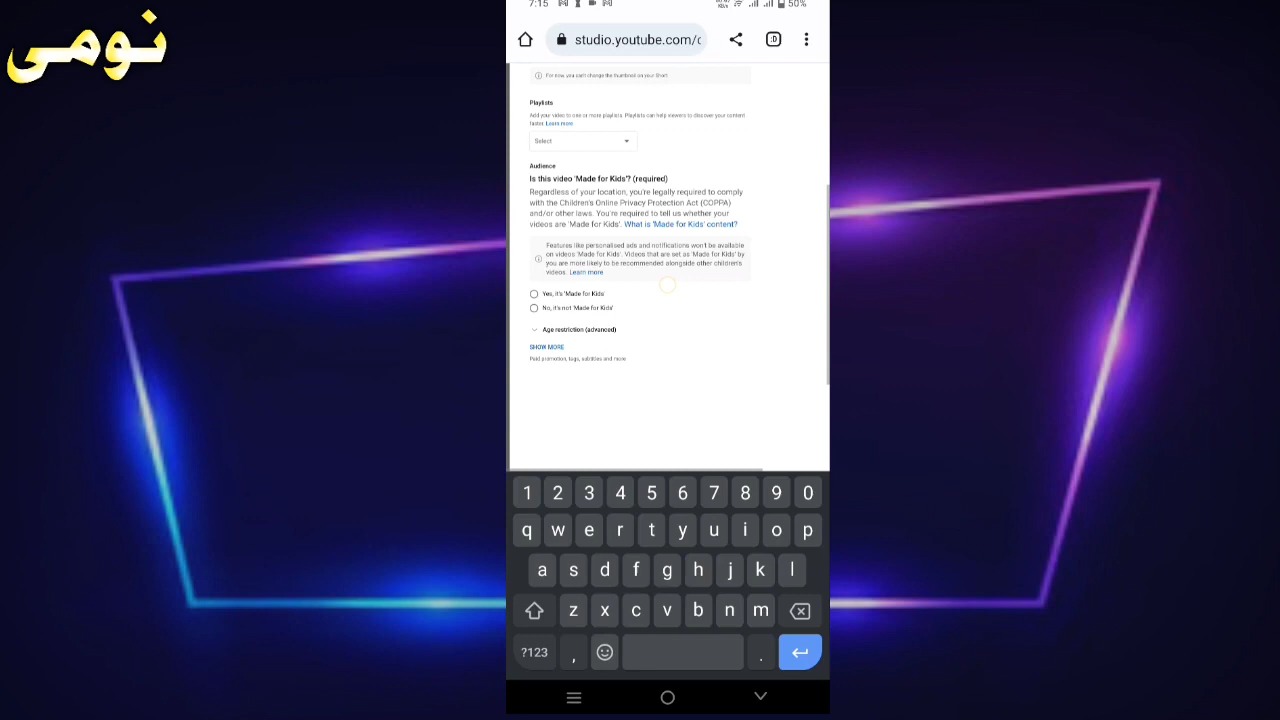 نومی
7:15
50%
studio.youtube.com/c
:D
For now, you can't change the thumbnail on your Short
Playlists
Add your video to one or more playlists. Playlists can help viewers to discover your content
faster. Learn more
Select
Audience
Is this video 'Made for Kids'? (required)
Regardless of your location, you're legally required to comply
with the Children's Online Privacy Protection Act (COPPA)
and/or other laws. You're required to tell us whether your
videos are 'Made for Kids'. What is 'Made for Kids' content?
Features like personalised ads and notifications won't be available
on videos 'Made for Kids'. Videos that are set as 'Made for Kids' by
you are more likely to be recommended alongside other children's
videos. Learn more
Yes, it's 'Made for Kids'
No, it's not 'Made for Kids'
Age restriction (advanced)
SHOW MORE
Paid promotion, tags, subtitles and more
1 2 3 4 5 6 7 8 9 0
q w e r t y u i o p
a s d f g h j k l
z x c v b n m
?123 , .